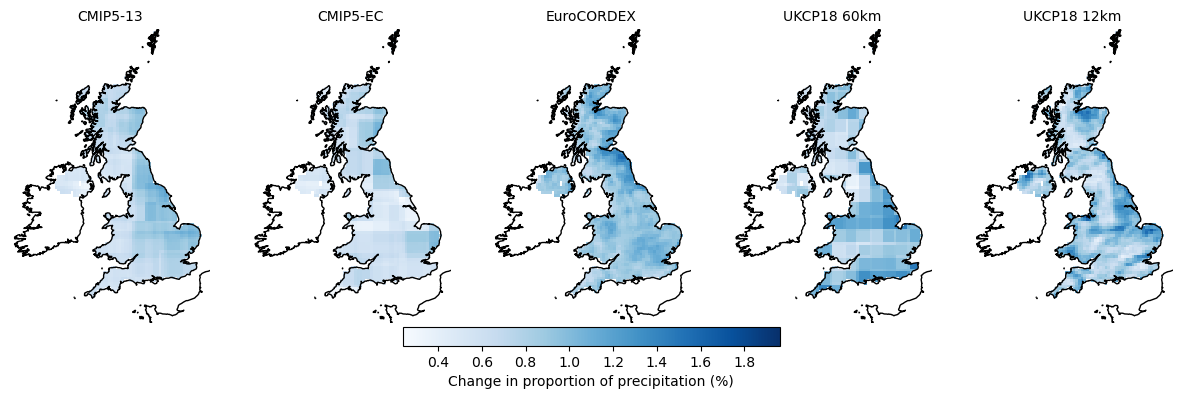 CMIP5-13 CMIP5-EC EuroCORDEX UKCP18 60km UKCP18 12km
0.4 0.6 0.8 1.0 1.2 1.4 1.6 1.8
Change in proportion of precipitation (%)